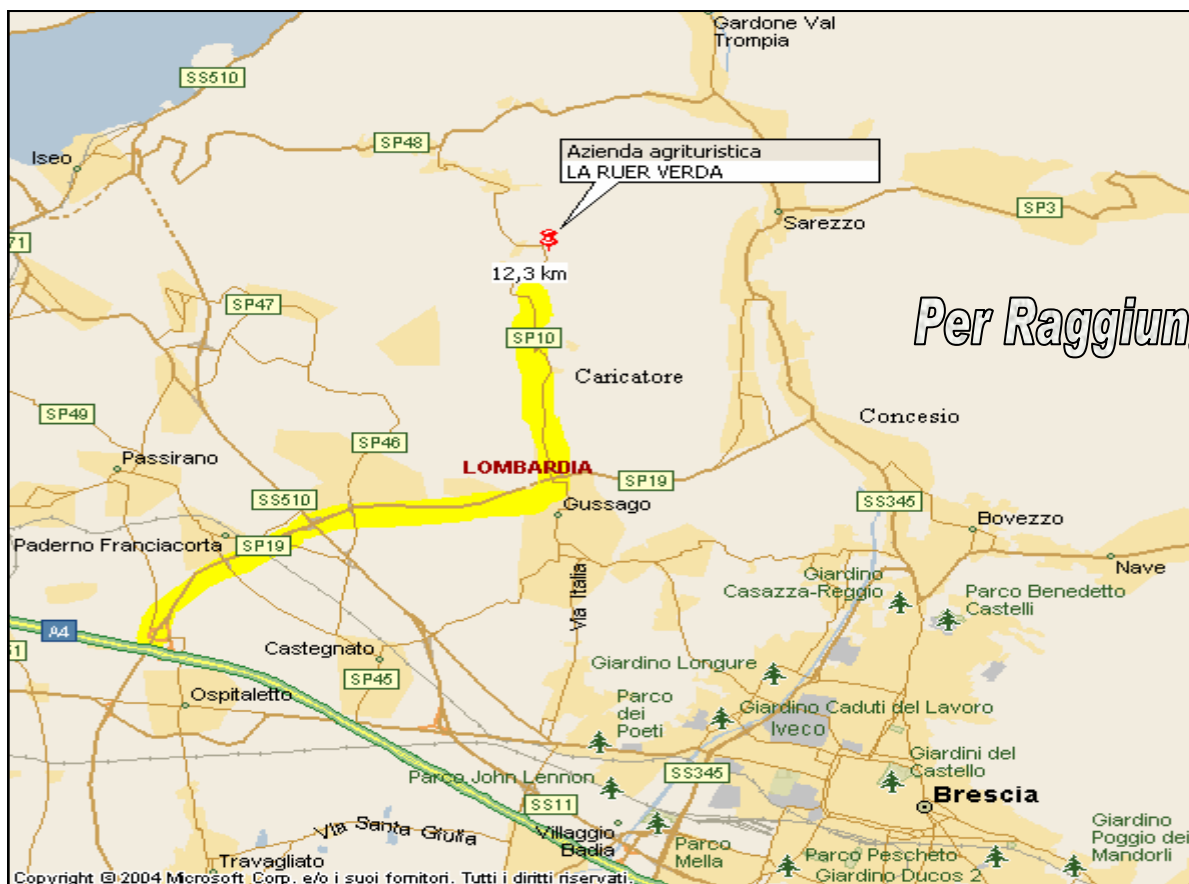 Gardone Val
Trompia
SS510
SP48
Iseo
Azienda agrituristica
LA RUER VERDA
SP3
Sarezzo
71
12,3 km
SP47
Per Raggiun
SP10
Caricatore
SP49
Concesio
SP46
Passirano
LOMBARDIA
SP19
SS510
SS345
Gussago
Bovezzo
Paderno Franciacorta
SP19
Nave
Giardino
Casazza-Reggio
Parco Benedetto
Castelli
Via Italia
A4
51
Castegnato
Giardino Longure
SP45
Ospitaletto
Parco
dei
Poeti
Giardino Caduti del Lavoro
Iveco
Giardini del
Castello
Parco John Lennon
SS345
Brescia
SS11
Via Santa Giulia
Villaggio
Badia
Parco
Mella
Giardino
Poggio dei
Mandorli
Travagliato
Parco Pescheto
Giardino Ducos 2
Copyright © 2004 Microsoft Corp. e/o i suoi fornitori. Tutti i diritti riservati.